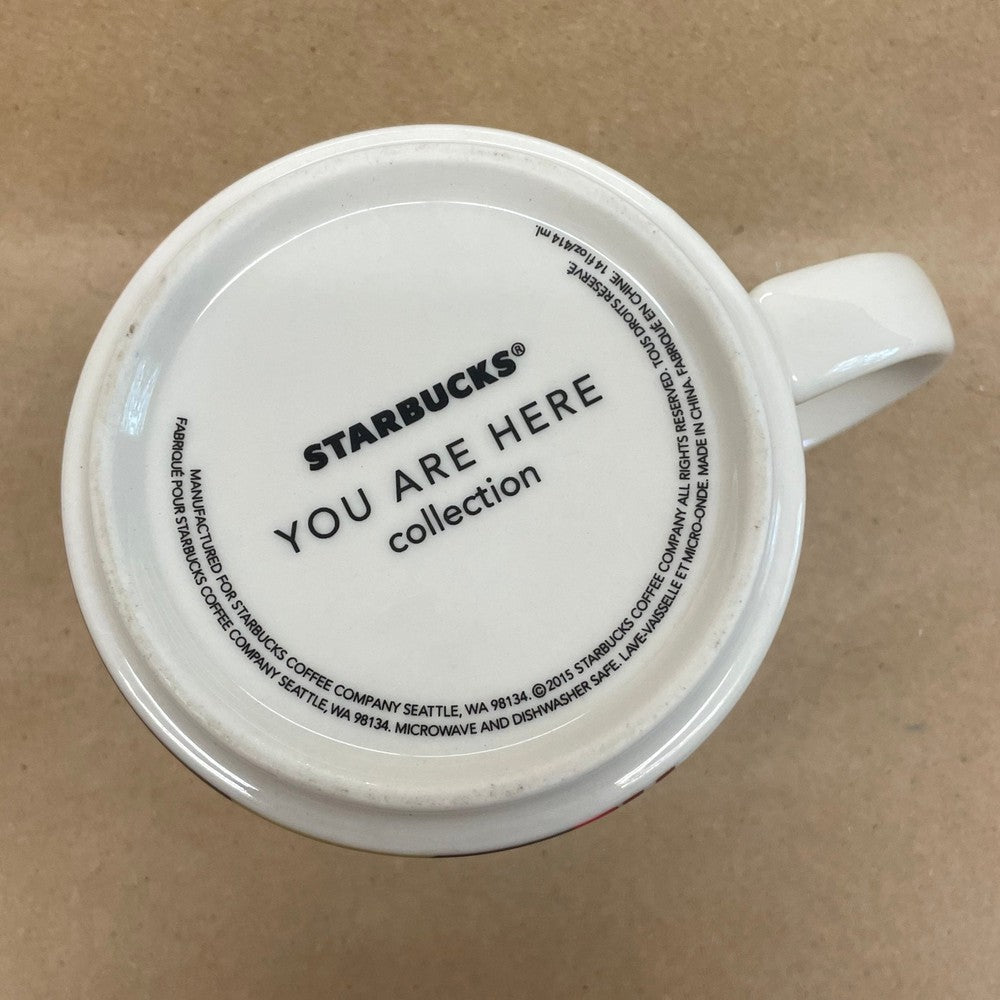 STARBUCKS®
YOU ARE HERE
collection
MANUFACTURED FOR STARBUCKS COFFEE COMPANY SEATTLE, WA 98134. ©2015 STARBUCKS COFFEE COMPANY ALL RIGHTS RESERVED. TOUS DROITS RÉSERVÉ.
FABRIQUÉ POUR STARBUCKS COFFEE COMPANY SEATTLE, WA 98134. MICROWAVE AND DISHWASHER SAFE. LAVE-VAISSELLE ET MICRO-ONDE. MADE IN CHINA. FABRIQUÉ EN CHINE. 14 fl oz/414 ml.